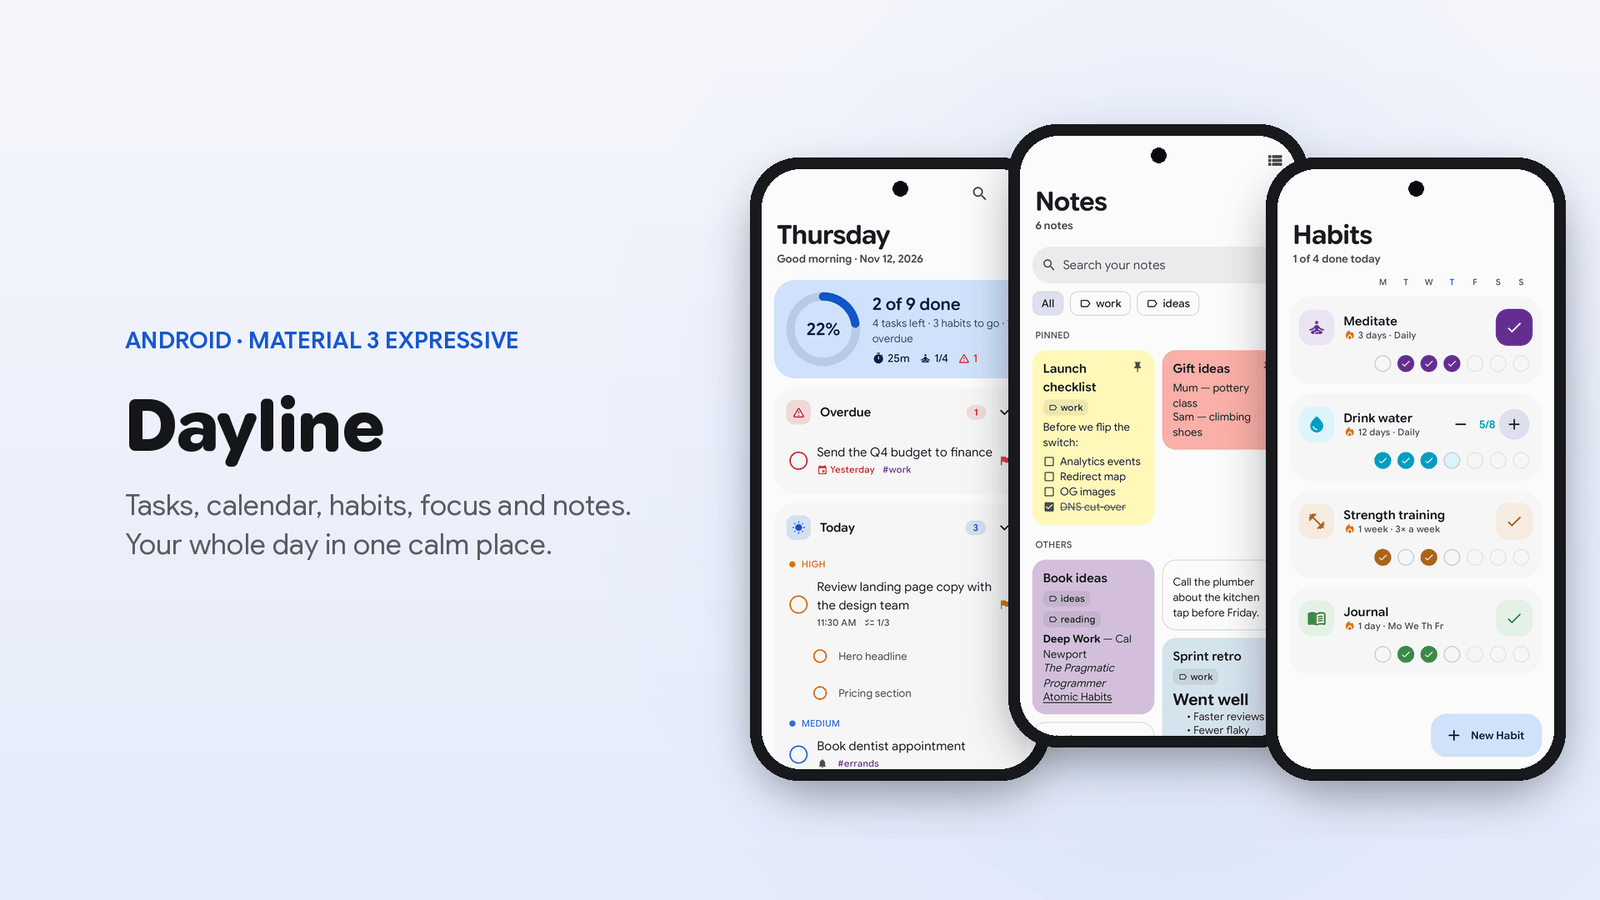 ANDROID · MATERIAL 3 EXPRESSIVE
Dayline
Tasks, calendar, habits, focus and notes.
Your whole day in one calm place.
Thursday
Good morning · Nov 12, 2026
22%
2 of 9 done
4 tasks left · 3 habits to go ·
overdue
25m 1/4 1
Overdue 1
Send the Q4 budget to finance
Yesterday #work
Today 3
HIGH
Review landing page copy with
the design team
11:30 AM 1/3
Hero headline
Pricing section
MEDIUM
Book dentist appointment
#errands
Notes
6 notes
Search your notes
All work ideas
PINNED
Launch
checklist
work
Before we flip the
switch:
Analytics events
Redirect map
OG images
DNS cut-over
Gift ideas
Mum — pottery
class
Sam — climbing
shoes
OTHERS
Book ideas
ideas
reading
Deep Work — Cal
Newport
The Pragmatic
Programmer
Atomic Habits
Call the plumber
about the kitchen
tap before Friday.
Sprint retro
work
Went well
• Faster reviews
• Fewer flaky
Habits
1 of 4 done today
M T W T F S S
Meditate
3 days · Daily
Drink water
12 days · Daily
5/8
Strength training
1 week · 3× a week
Journal
1 day · Mo We Th Fr
New Habit